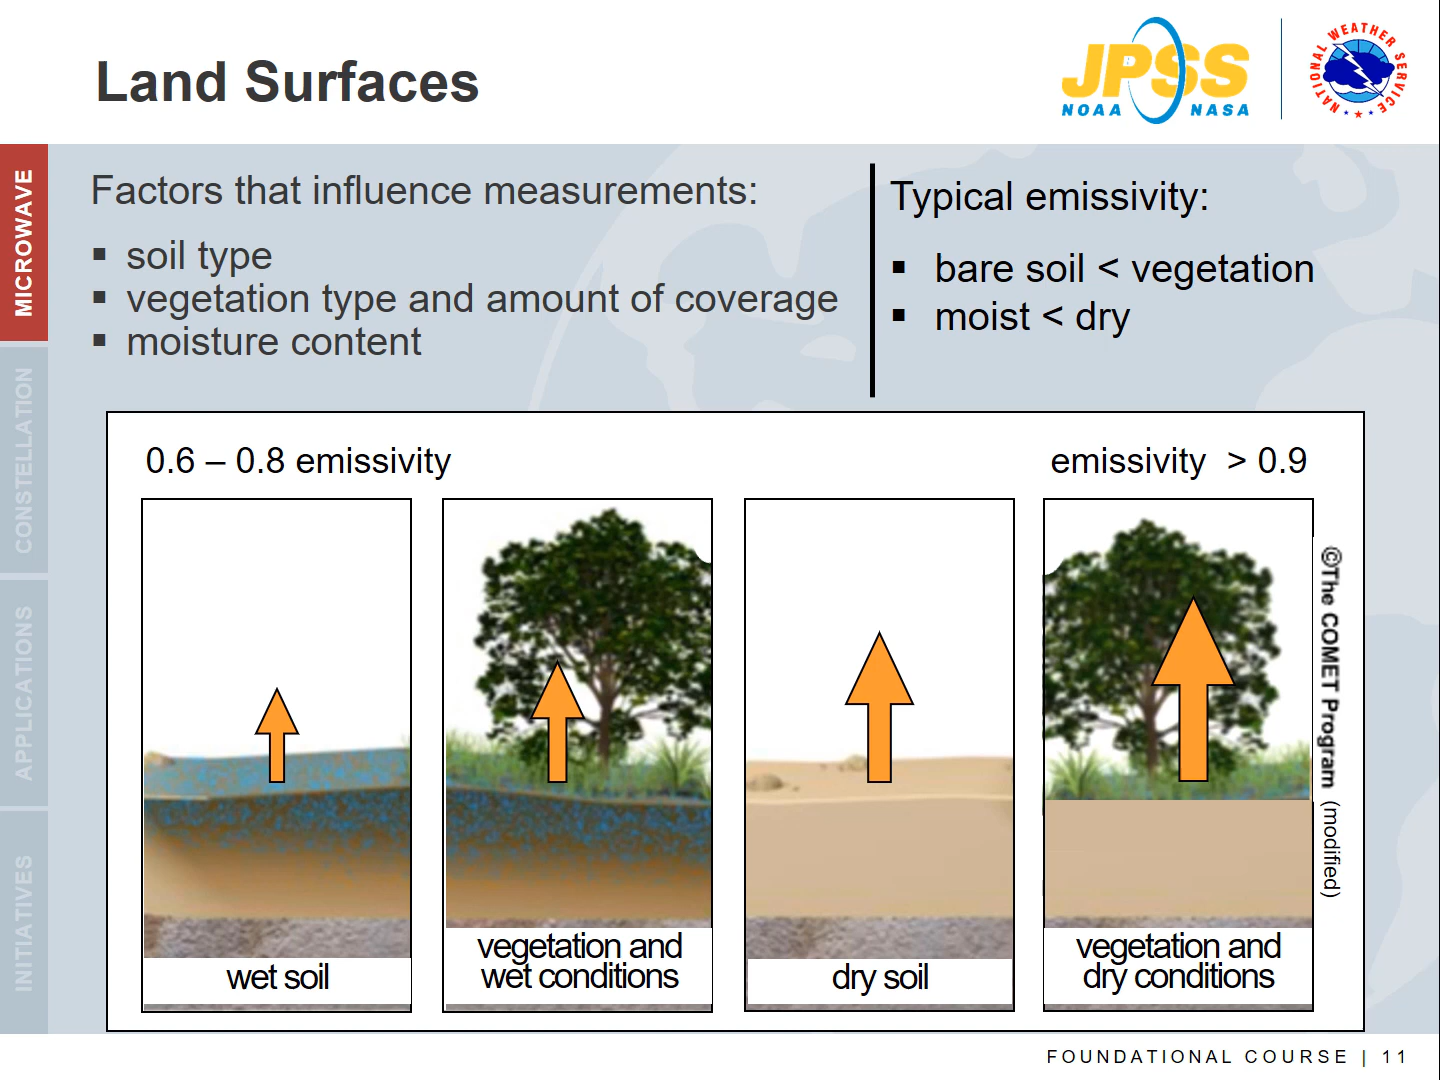 Land Surfaces
JPSS
NOAA NASA
NATIONAL WEATHER SERVICE
MICROWAVE
CONSTELLATION
APPLICATIONS
INITIATIVES
Factors that influence measurements:
▪ soil type
▪ vegetation type and amount of coverage
▪ moisture content
Typical emissivity:
▪ bare soil < vegetation
▪ moist < dry
0.6 – 0.8 emissivity
emissivity > 0.9
wet soil
vegetation and
wet conditions
dry soil
vegetation and
dry conditions
©The COMET Program (modified)
FOUNDATIONAL COURSE | 11